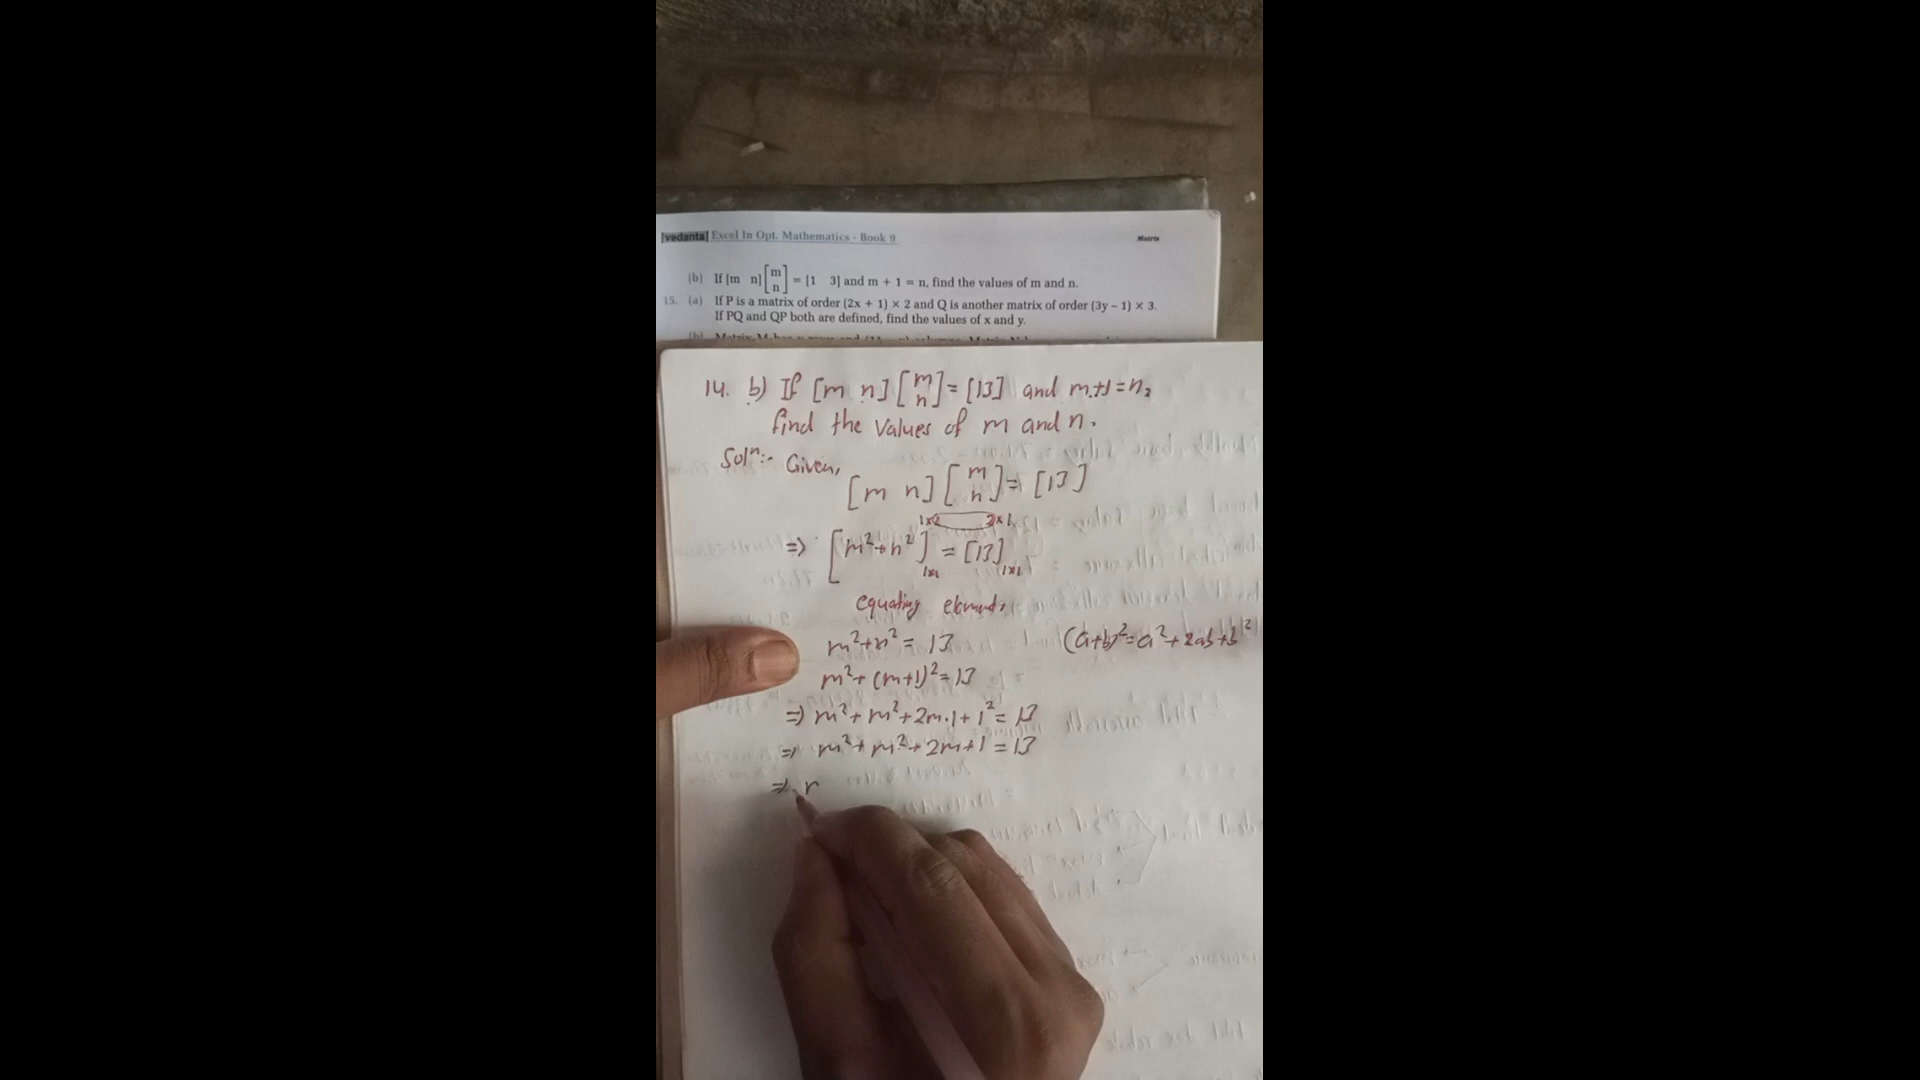 vedanta Excel In Opt. Mathematics - Book 9
Matrix
(b) If [m n] [m n] = [1 3] and m + 1 = n, find the values of m and n.
15. (a) If P is a matrix of order (2x + 1) × 2 and Q is another matrix of order (3y − 1) × 3.
If PQ and QP both are defined, find the values of x and y.
14. b) If [m n] [m n] = [13] and m+1=n,
find the values of m and n.
Solⁿ:- Given,
[m n] [m n] = [13]
1×2 2×1
⇒ [m²+n²]1×1 = [13]1×1
equating elements
m²+n² = 13
(a+b)²=a²+2ab+b²
m²+(m+1)²=13
⇒ m²+m²+2m.1+1²=13
⇒ m²+m²+2m+1=13
⇒